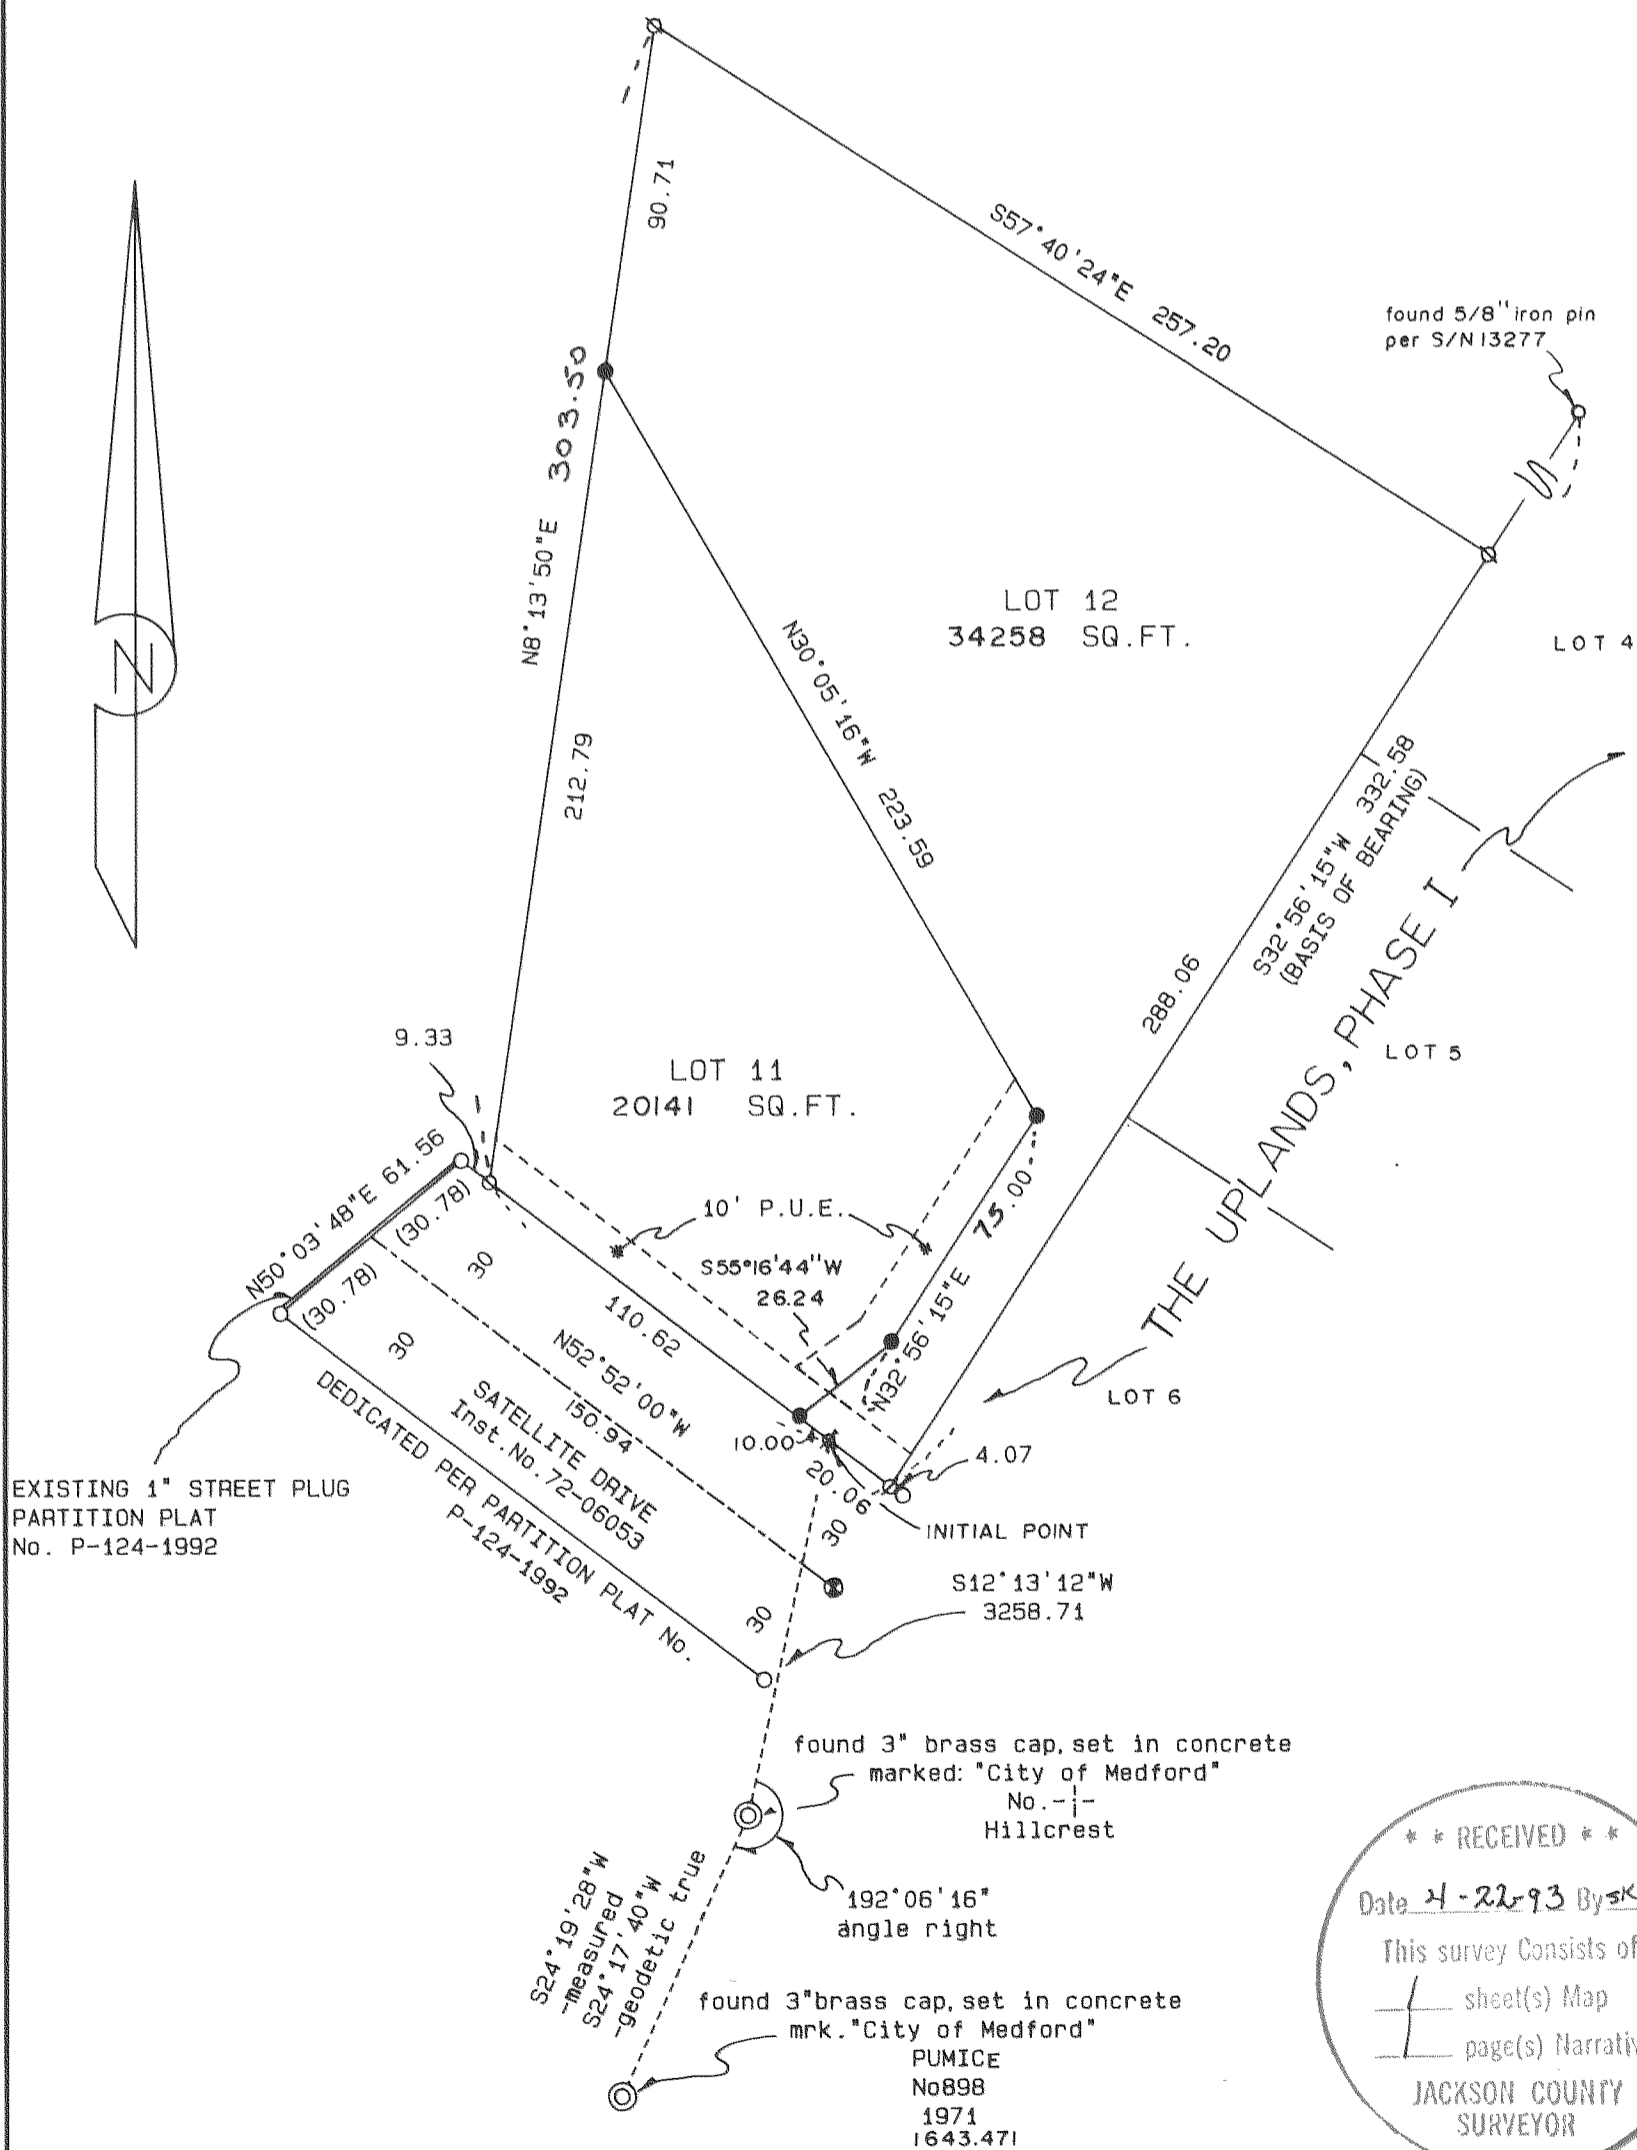 90.71
S57°40'24"E 257.20
found 5/8" iron pin
per S/N 13277
N8°13'50"E 303.50
N
LOT 12
34258 SQ.FT.
LOT 4
N30°05'16"W 223.59
212.79
S32°56'15"W 332.58
(BASIS OF BEARING)
288.06
THE UPLANDS, PHASE I
LOT 5
9.33
LOT 11
20141 SQ.FT.
N50°03'48"E 61.56
(30.78)
(30.78)
30
30
10' P.U.E.
75.00
N32°56'15"E
S55°16'44"W
26.24
110.62
N52°52'00"W
LOT 6
SATELLITE DRIVE
150.94
Inst.No.72-06053
DEDICATED PER PARTITION PLAT No.
P-124-1992
10.00
20.06
4.07
30
30
INITIAL POINT
EXISTING 1" STREET PLUG
PARTITION PLAT
No. P-124-1992
S12°13'12"W
3258.71
found 3" brass cap, set in concrete
marked: "City of Medford"
No.-¦-
Hillcrest
192°06'16"
angle right
S24°19'28"W
-measured
S24°17'40"W
-geodetic true
found 3"brass cap, set in concrete
mrk."City of Medford"
PUMICE
No898
1971
1643.471
* * RECEIVED * *
Date 4-22-93 By SK
This survey Consists of
1 sheet(s) Map
1 page(s) Narrativ
JACKSON COUNTY
SURVEYOR